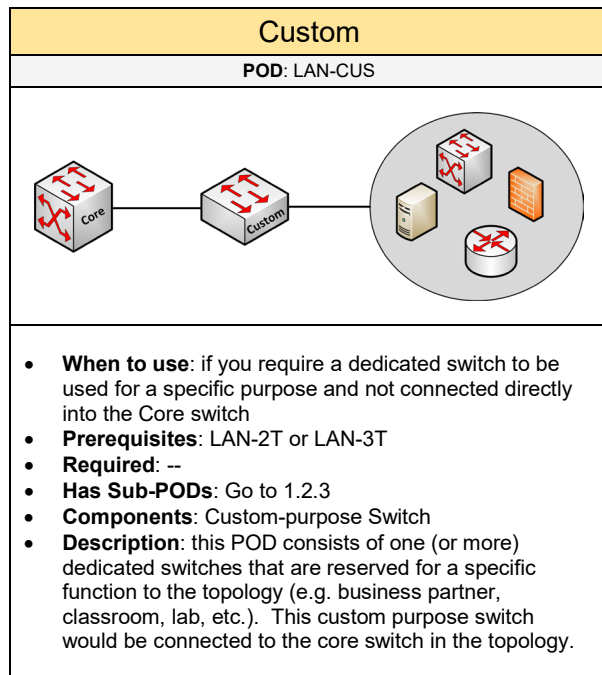 Custom
POD: LAN-CUS
Core
Custom
• When to use: if you require a dedicated switch to be
used for a specific purpose and not connected directly
into the Core switch
• Prerequisites: LAN-2T or LAN-3T
• Required: --
• Has Sub-PODs: Go to 1.2.3
• Components: Custom-purpose Switch
• Description: this POD consists of one (or more)
dedicated switches that are reserved for a specific
function to the topology (e.g. business partner,
classroom, lab, etc.).  This custom purpose switch
would be connected to the core switch in the topology.